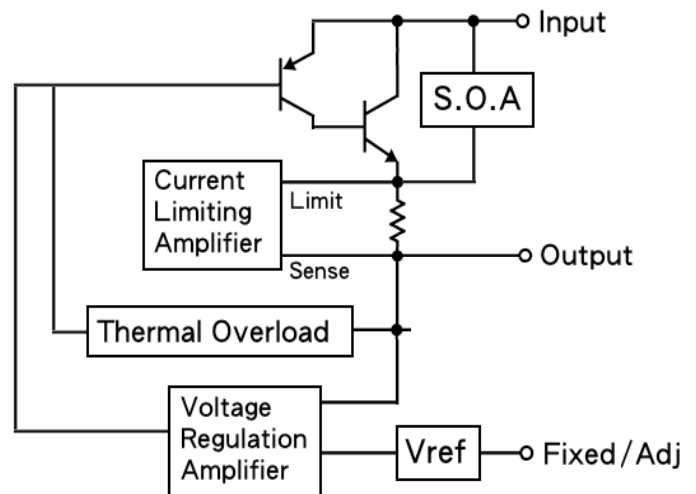 Input
S.O.A
Current
Limiting
Amplifier
Limit
Sense
Output
Thermal Overload
Voltage
Regulation
Amplifier
Vref
Fixed/Adj